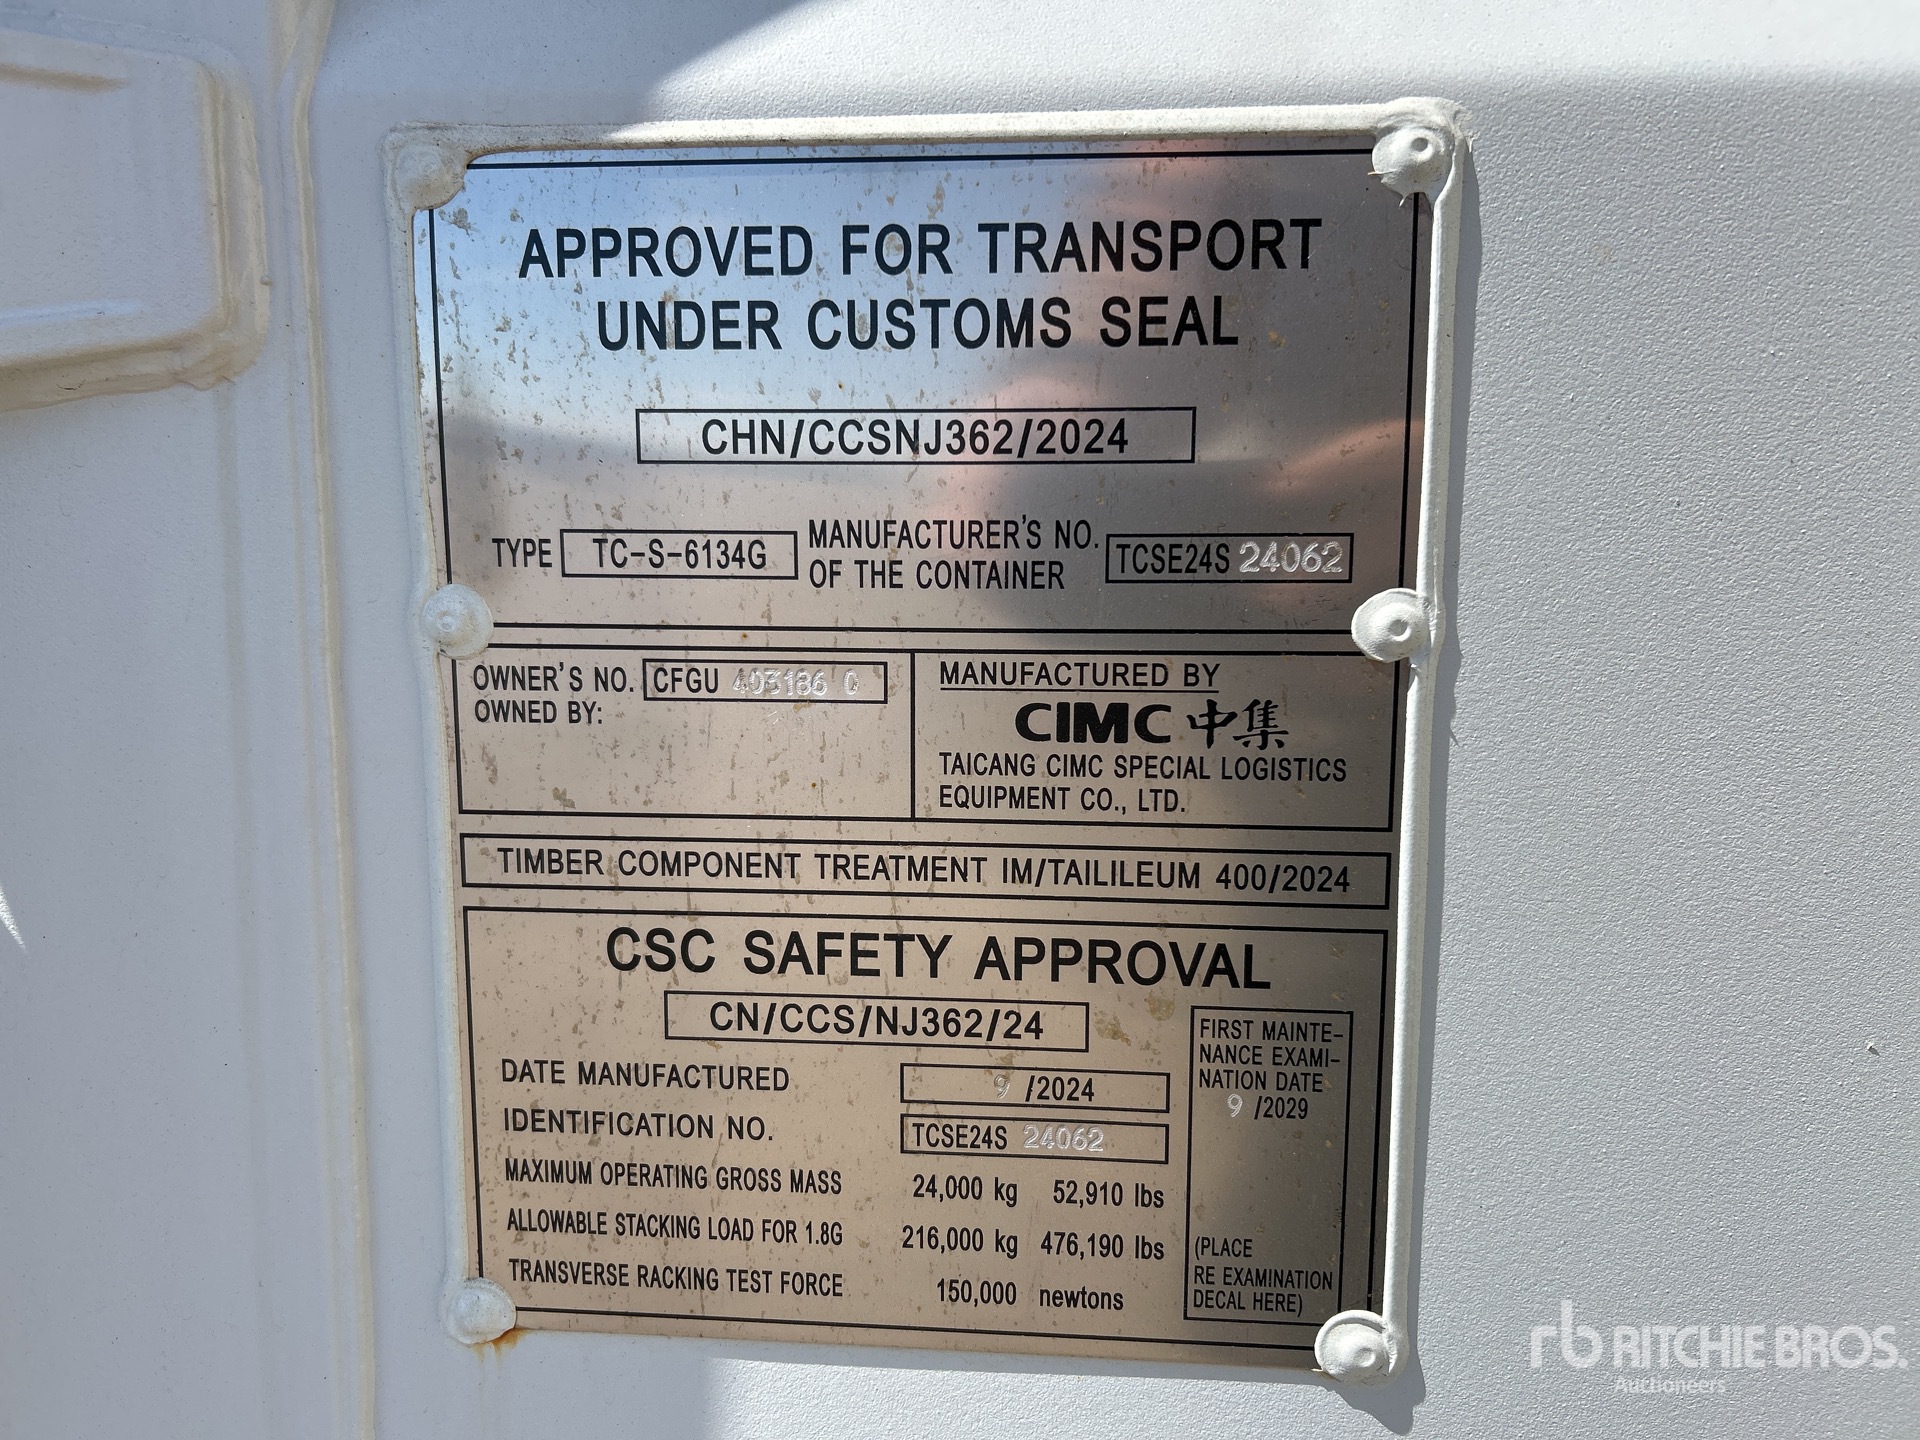 APPROVED FOR TRANSPORT
UNDER CUSTOMS SEAL
CHN/CCSNJ362/2024
TYPE TC-S-6134G MANUFACTURER'S NO. OF THE CONTAINER TCSE24S 24062
OWNER'S NO. CFGU 403186 0
OWNED BY:
MANUFACTURED BY
CIMC 中集
TAICANG CIMC SPECIAL LOGISTICS
EQUIPMENT CO., LTD.
TIMBER COMPONENT TREATMENT IM/TAILILEUM 400/2024
CSC SAFETY APPROVAL
CN/CCS/NJ362/24
DATE MANUFACTURED 9 /2024
IDENTIFICATION NO. TCSE24S 24062
MAXIMUM OPERATING GROSS MASS 24,000 kg 52,910 lbs
ALLOWABLE STACKING LOAD FOR 1.8G 216,000 kg 476,190 lbs
TRANSVERSE RACKING TEST FORCE 150,000 newtons
FIRST MAINTE-
NANCE EXAMI-
NATION DATE
9 /2029
(PLACE
RE EXAMINATION
DECAL HERE)
rb RITCHIE BROS.
Auctioneers